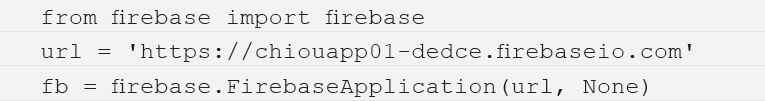 from firebase import firebase
url = 'https://chiouapp01-dedce.firebaseio.com'
fb = firebase.FirebaseApplication(url, None)